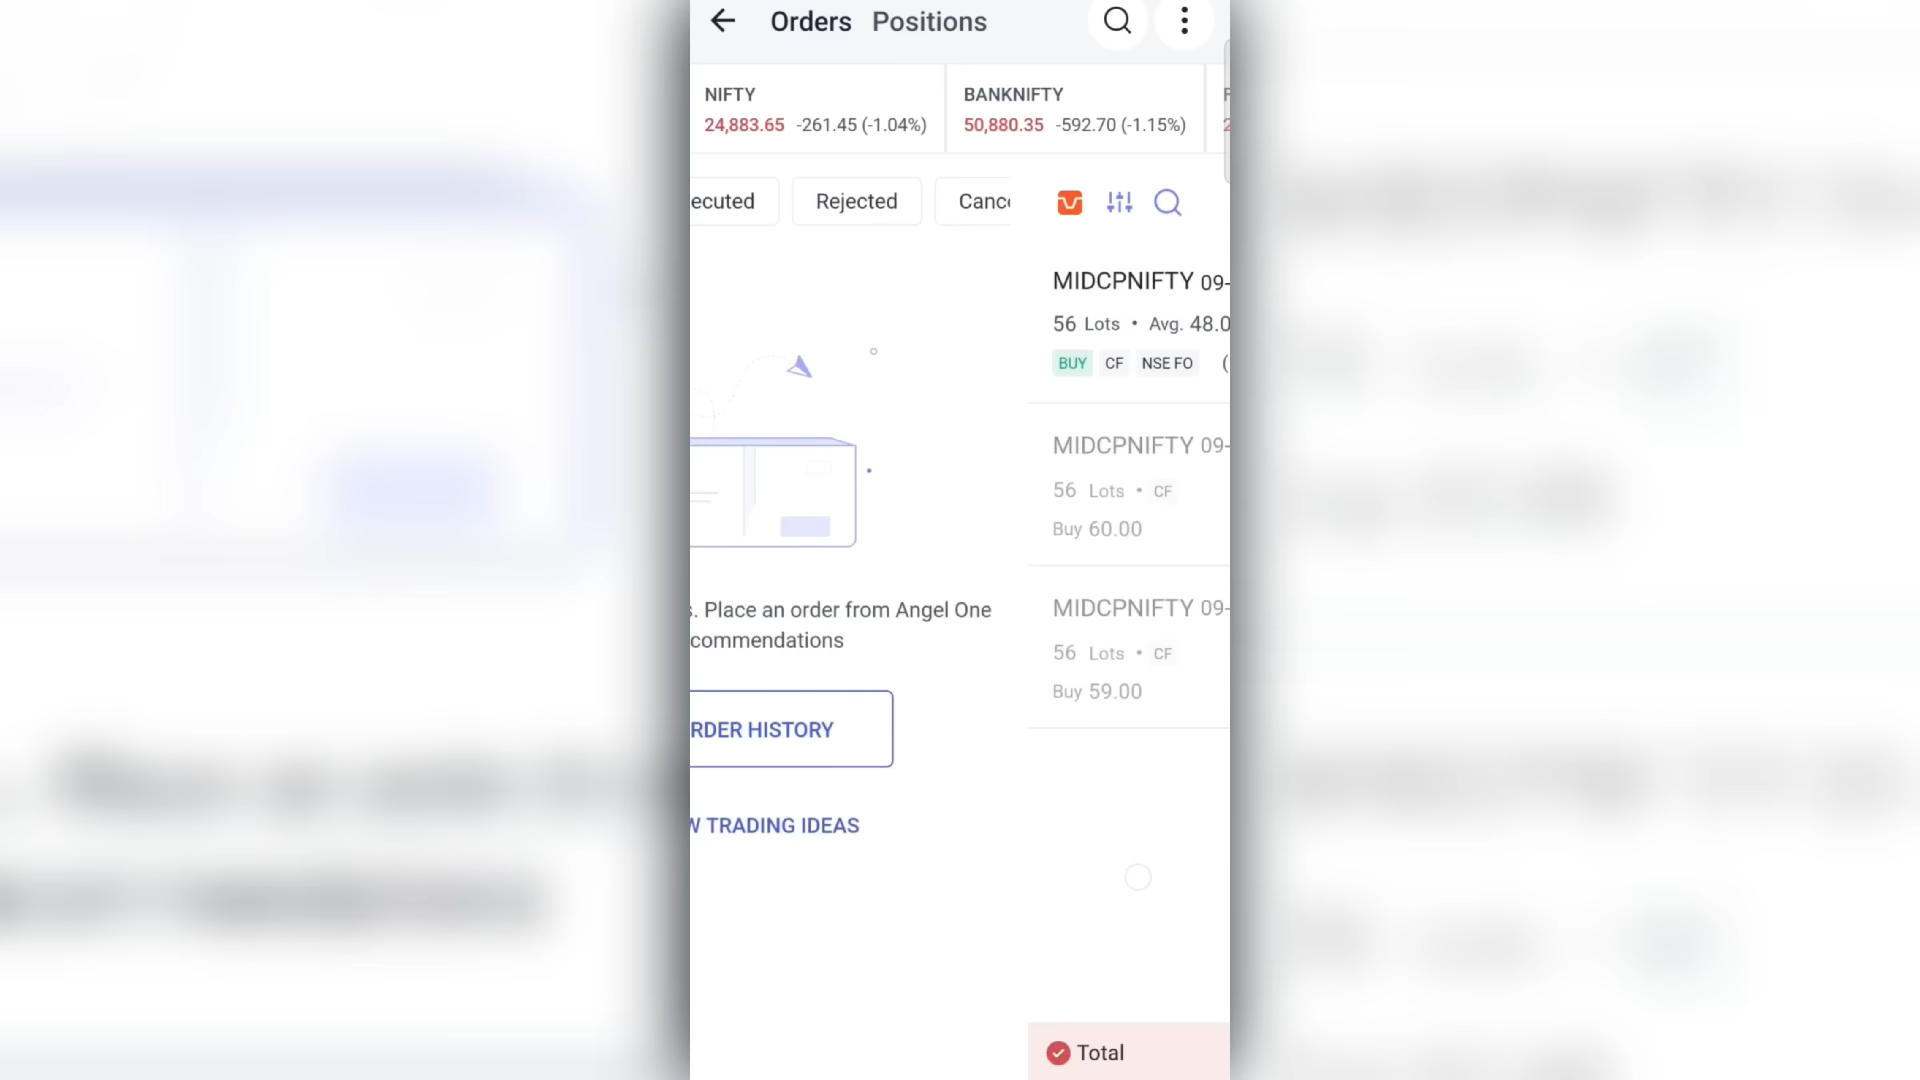 Orders Positions
NIFTY
24,883.65 -261.45 (-1.04%)
BANKNIFTY
50,880.35 -592.70 (-1.15%)
ecuted
Rejected
Canc
MIDCPNIFTY 09-
56 Lots • Avg. 48.0
BUY CF NSE FO (
MIDCPNIFTY 09-
56 Lots • CF
Buy 60.00
MIDCPNIFTY 09-
56 Lots • CF
Buy 59.00
s. Place an order from Angel One
commendations
RDER HISTORY
W TRADING IDEAS
Total